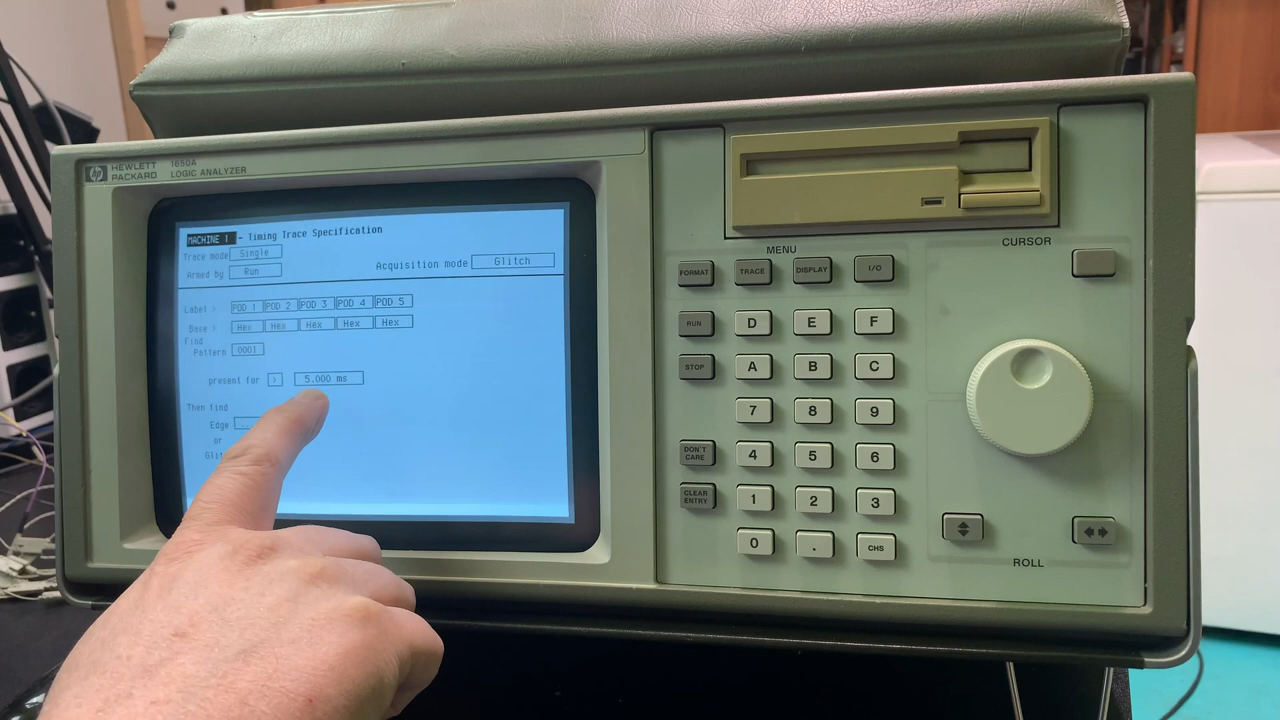 hp HEWLETT PACKARD 1650A LOGIC ANALYZER
MACHINE 1 - Timing Trace Specification
Trace mode Single
Armed by Run
Acquisition mode Glitch
Label > POD 1 POD 2 POD 3 POD 4 POD 5
Base > Hex Hex Hex Hex Hex
Find
Pattern 0001
present for > 5.000 ms
Then find
Edge ..
or
MENU
FORMAT TRACE DISPLAY I/O
RUN D E F
STOP A B C
7 8 9
DON'T CARE 4 5 6
CLEAR ENTRY 1 2 3
0 . CHS
CURSOR
ROLL